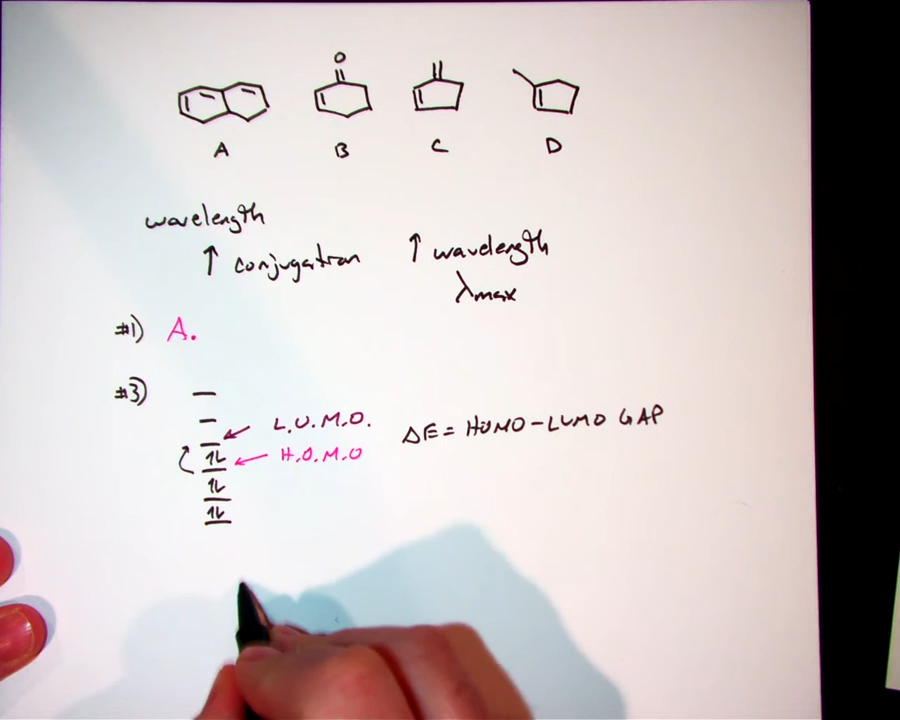 O
A B C D
wavelength
↑ conjugation ↑ wavelength
λmax
#1) A.
#3)
L.U.M.O.
ΔE = HOMO-LUMO GAP
H.O.M.O